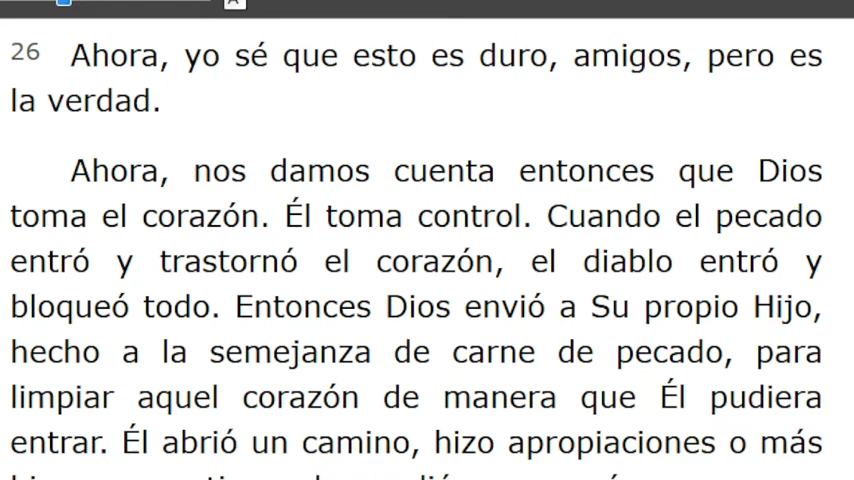 26 Ahora, yo sé que esto es duro, amigos, pero es
la verdad.
Ahora, nos damos cuenta entonces que Dios
toma el corazón. Él toma control. Cuando el pecado
entró y trastornó el corazón, el diablo entró y
bloqueó todo. Entonces Dios envió a Su propio Hijo,
hecho a la semejanza de carne de pecado, para
limpiar aquel corazón de manera que Él pudiera
entrar. Él abrió un camino, hizo apropiaciones o más